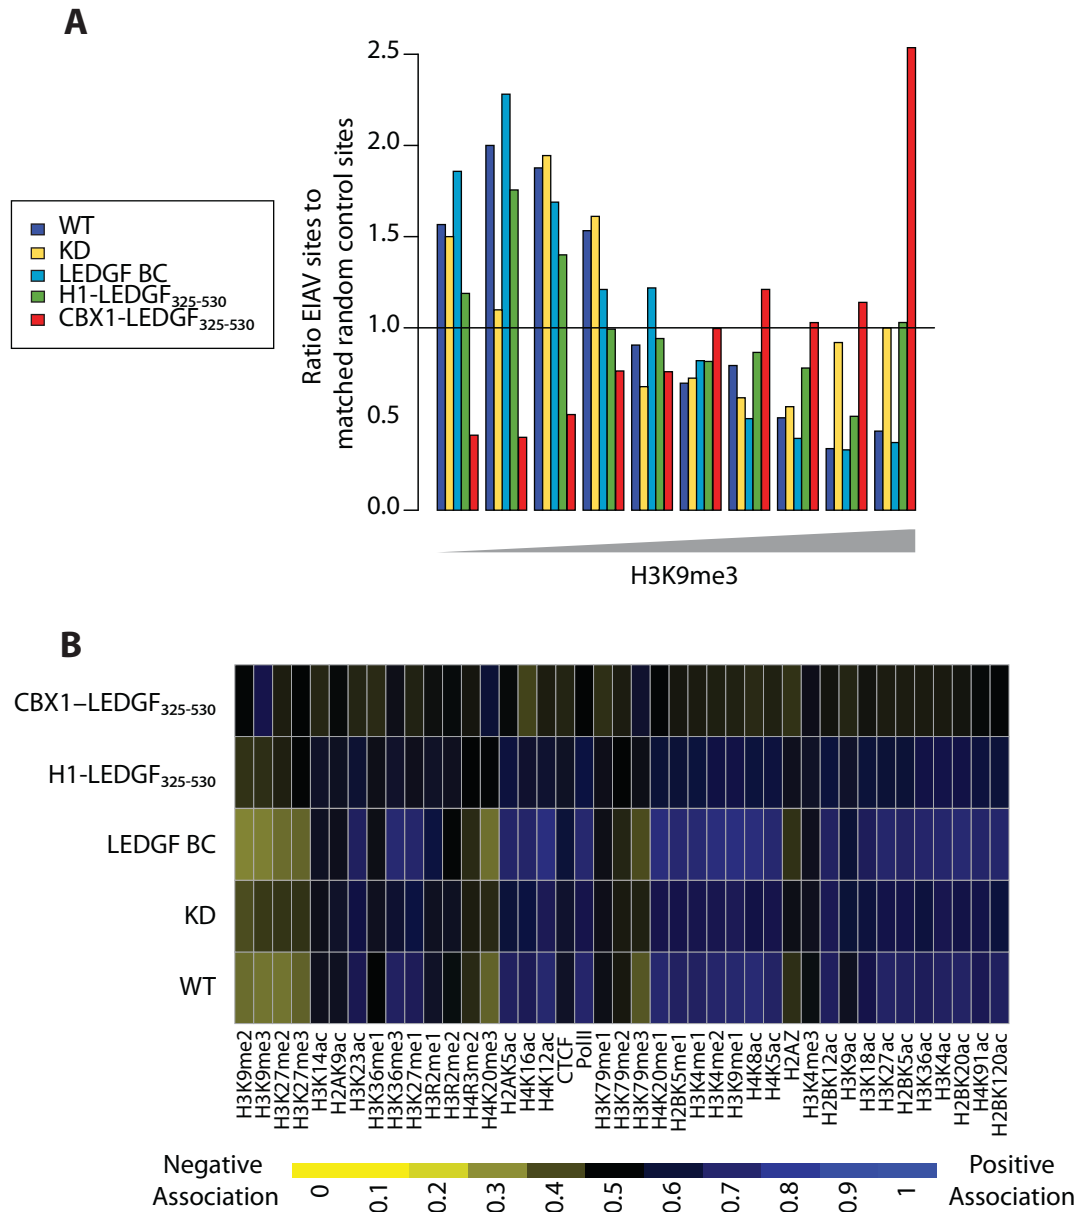 A
2.5
2.0
1.5
1.0
0.5
0.0
Ratio EIAV sites to
matched random control sites
WT
KD
LEDGF BC
H1-LEDGF325-530
CBX1-LEDGF325-530
H3K9me3
B
CBX1–LEDGF325-530
H1-LEDGF325-530
LEDGF BC
KD
WT
H3K9me2
H3K9me3
H3K27me2
H3K27me3
H3K14ac
H2AK9ac
H3K23ac
H3K36me1
H3K36me3
H3K27me1
H3R2me1
H3R2me2
H4R3me2
H4K20me3
H2AK5ac
H4K16ac
H4K12ac
CTCF
PolII
H3K79me1
H3K79me2
H3K79me3
H4K20me1
H2BK5me1
H3K4me1
H3K4me2
H3K9me1
H4K8ac
H4K5ac
H2AZ
H3K4me3
H2BK12ac
H3K9ac
H3K18ac
H3K27ac
H2BK5ac
H3K36ac
H3K4ac
H2BK20ac
H4K91ac
H2BK120ac
Negative
Association
0
0.1
0.2
0.3
0.4
0.5
0.6
0.7
0.8
0.9
1
Positive
Association